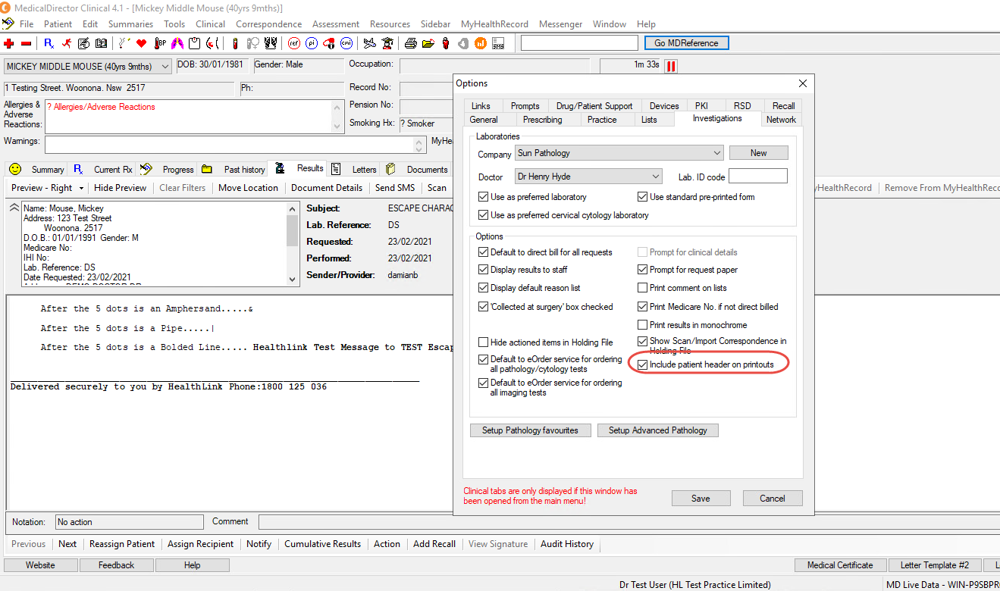 MedicalDirector Clinical 4.1 - [Mickey Middle Mouse (40yrs 9mths)]
File Patient Edit Summaries Tools Clinical Correspondence Assessment Resources Sidebar MyHealthRecord Messenger Window Help
Go MDReference
MICKEY MIDDLE MOUSE (40yrs 9mths) DOB: 30/01/1981 Gender: Male Occupation: 1m 33s
1 Testing Street. Woonona. Nsw 2517 Ph: Record No:
Allergies & Adverse Reactions: ? Allergies/Adverse Reactions
Pension No:
Smoking Hx: ? Smoker
Warnings: MyHea
Summary Current Rx Progress Past history Results Letters Documents
Preview - Right Hide Preview Clear Filters Move Location Document Details Send SMS Scan yHealthRecord Remove From MyHealthReco
Name: Mouse, Mickey
Address: 123 Test Street
Woonona. 2517
D.O.B.: 01/01/1991 Gender: M
Medicare No:
IHI No:
Lab. Reference: DS
Date Requested: 23/02/2021
Subject: ESCAPE CHARAC
Lab. Reference: DS
Requested: 23/02/2021
Performed: 23/02/2021
Sender/Provider: damianb
After the 5 dots is an Amphersand.....&
After the 5 dots is a Pipe.....|
After the 5 dots is a Bolded Line..... Healthlink Test Message to TEST Escap
Delivered securely to you by HealthLink Phone:1800 125 036
Options
Links Prompts Drug/Patient Support Devices PKI RSD Recall
General Prescribing Practice Lists Investigations Network
Laboratories
Company Sun Pathology New
Doctor Dr Henry Hyde Lab. ID code
Use as preferred laboratory Use standard pre-printed form
Use as preferred cervical cytology laboratory
Options
Default to direct bill for all requests Prompt for clinical details
Display results to staff Prompt for request paper
Display default reason list Print comment on lists
'Collected at surgery' box checked Print Medicare No. if not direct billed
Print results in monochrome
Hide actioned items in Holding File Show Scan/Import Correspondence in
Holding File
Default to eOrder service for ordering
all pathology/cytology tests
Include patient header on printouts
Default to eOrder service for ordering
all imaging tests
Setup Pathology favourites Setup Advanced Pathology
Clinical tabs are only displayed if this window has
been opened from the main menu!
Save Cancel
Notation: No action Comment
Previous Next Reassign Patient Assign Recipient Notify Cumulative Results Action Add Recall View Signature Audit History
Website Feedback Help Medical Certificate Letter Template #2
Dr Test User (HL Test Practice Limited) MD Live Data - WIN-P9SBPR